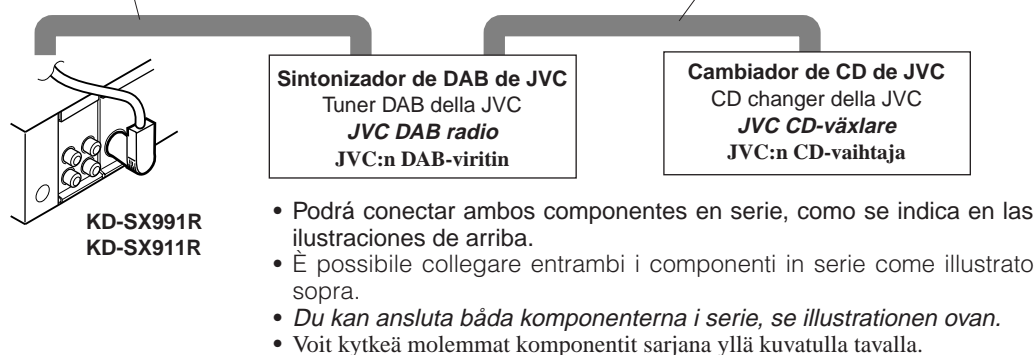 Sintonizador de DAB de JVC
Tuner DAB della JVC
JVC DAB radio
JVC:n DAB-viritin
Cambiador de CD de JVC
CD changer della JVC
JVC CD-växlare
JVC:n CD-vaihtaja
KD-SX991R
KD-SX911R
• Podrá conectar ambos componentes en serie, como se indica en las
ilustraciones de arriba.
• È possibile collegare entrambi i componenti in serie come illustrato
sopra.
• Du kan ansluta båda komponenterna i serie, se illustrationen ovan.
• Voit kytkeä molemmat komponentit sarjana yllä kuvatulla tavalla.